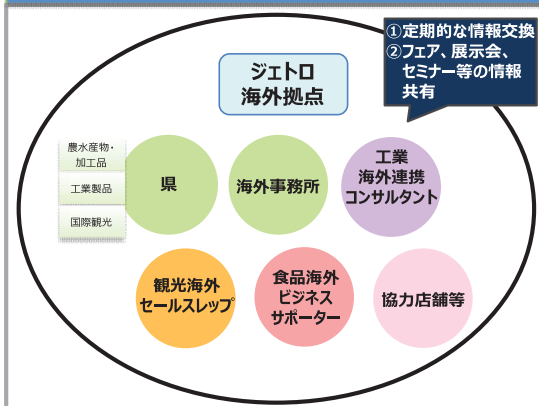 ①定期的な情報交換
②フェア、展示会、
セミナー等の情報
共有
ジェトロ
海外拠点
農水産物・
加工品
工業製品
国際観光
県
海外事務所
工業
海外連携
コンサルタント
観光海外
セールスレップ
食品海外
ビジネス
サポーター
協力店舗等